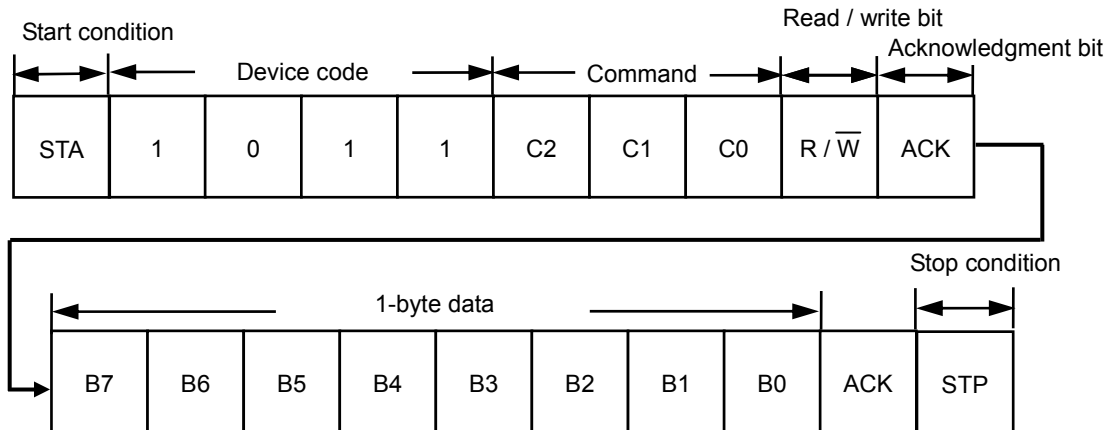 Read / write bit
Start condition
Acknowledgment bit
Device code
Command
STA 1 0 1 1 C2 C1 C0 R / W̅ ACK
Stop condition
1-byte data
B7 B6 B5 B4 B3 B2 B1 B0 ACK STP